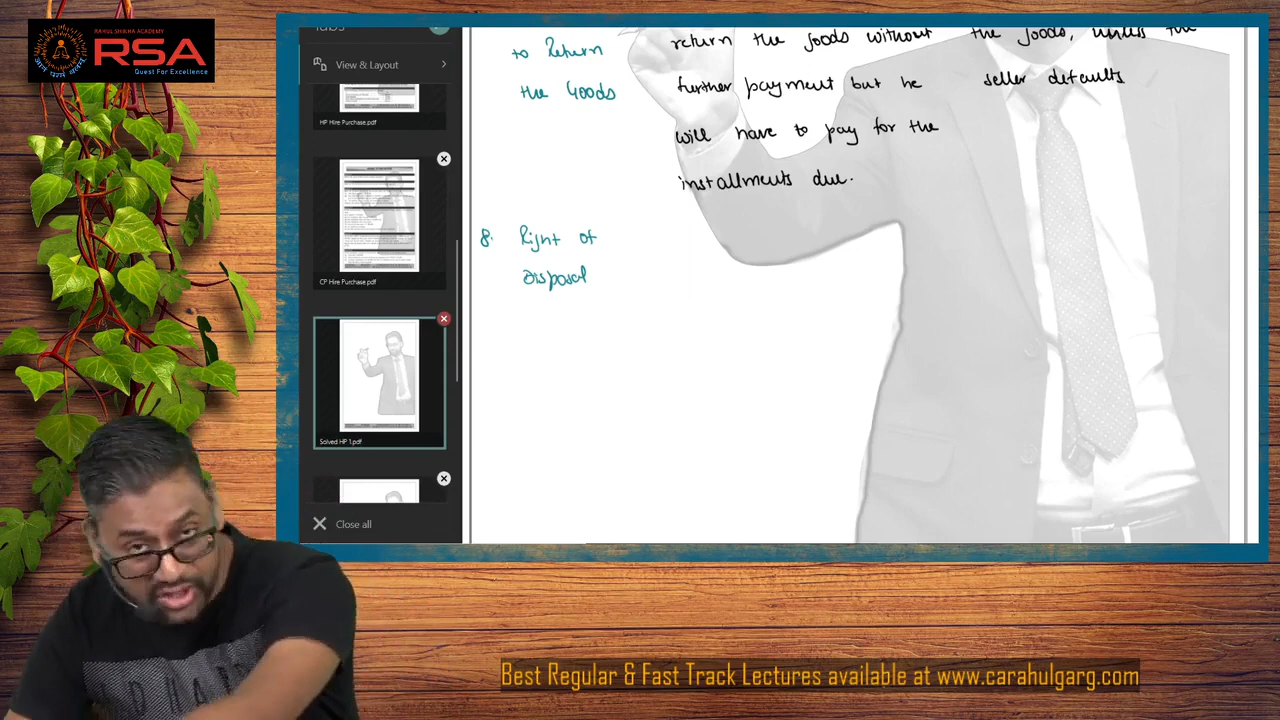 RAHUL SHIKHA ACADEMY
RSA
Quest For Excellence
View & Layout
HP Hire Purchase.pdf
CP Hire Purchase.pdf
Solved HP 1.pdf
Close all
to Return
the Goods
return the goods without
further payment but he
will have to pay for the
installments due.
the goods, unless the
seller defaults
8. Right of
Disposal
Best Regular & Fast Track Lectures available at www.carahulgarg.com